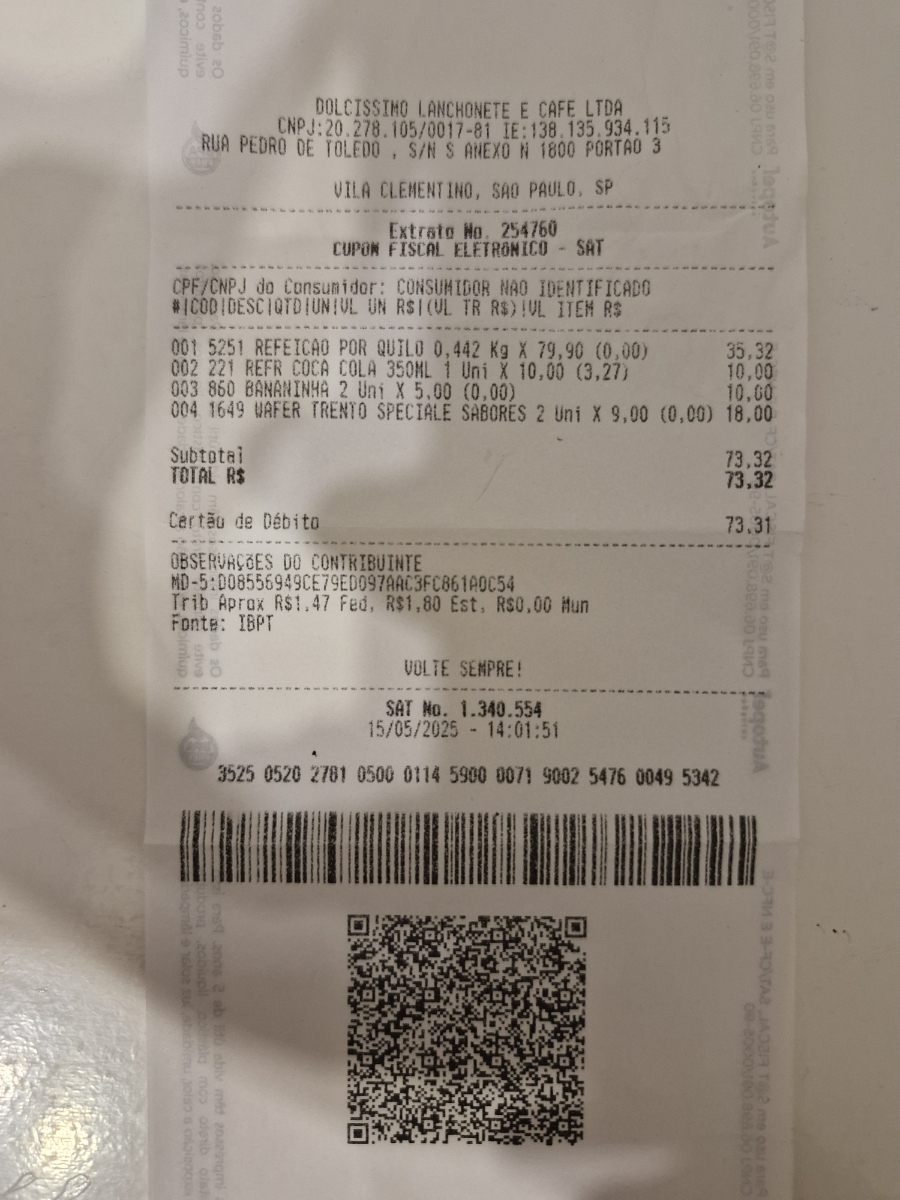 DOLCISSIMO LANCHONETE E CAFE LTDA
CNPJ:20.278.105/0017-81 IE:138.135.934.115
RUA PEDRO DE TOLEDO , S/N S ANEXO N 1800 PORTAO 3
VILA CLEMENTINO, SAO PAULO, SP
Extrato No. 254760
CUPON FISCAL ELETRONICO - SAT
CPF/CNPJ do Consumidor: CONSUMIDOR NAO IDENTIFICADO
#|COD|DESC|QTD|UN|VL UN R$|(VL TR R$)|VL ITEM R$
001 5251 REFEICAO POR QUILO 0,442 Kg X 79,90 (0,00) 35,32
002 221 REFR COCA COLA 350ML 1 Uni X 10,00 (3,27) 10,00
003 860 BANANINHA 2 Uni X 5,00 (0,00) 10,00
004 1649 WAFER TRENTO SPECIALE SABORES 2 Uni X 9,00 (0,00) 18,00
Subtotal 73,32
TOTAL R$ 73,32
Cartão de Débito 73,31
OBSERVAÇÕES DO CONTRIBUINTE
MD-5:D08556949CE79ED097AAC3FC861A0C54
Trib Aprox R$1,47 Fed, R$1,80 Est, R$0,00 Mun
Fonte: IBPT
VOLTE SEMPRE!
SAT No. 1.340.554
15/05/2025 - 14:01:51
3525 0520 2781 0500 0114 5900 0071 9002 5476 0049 5342